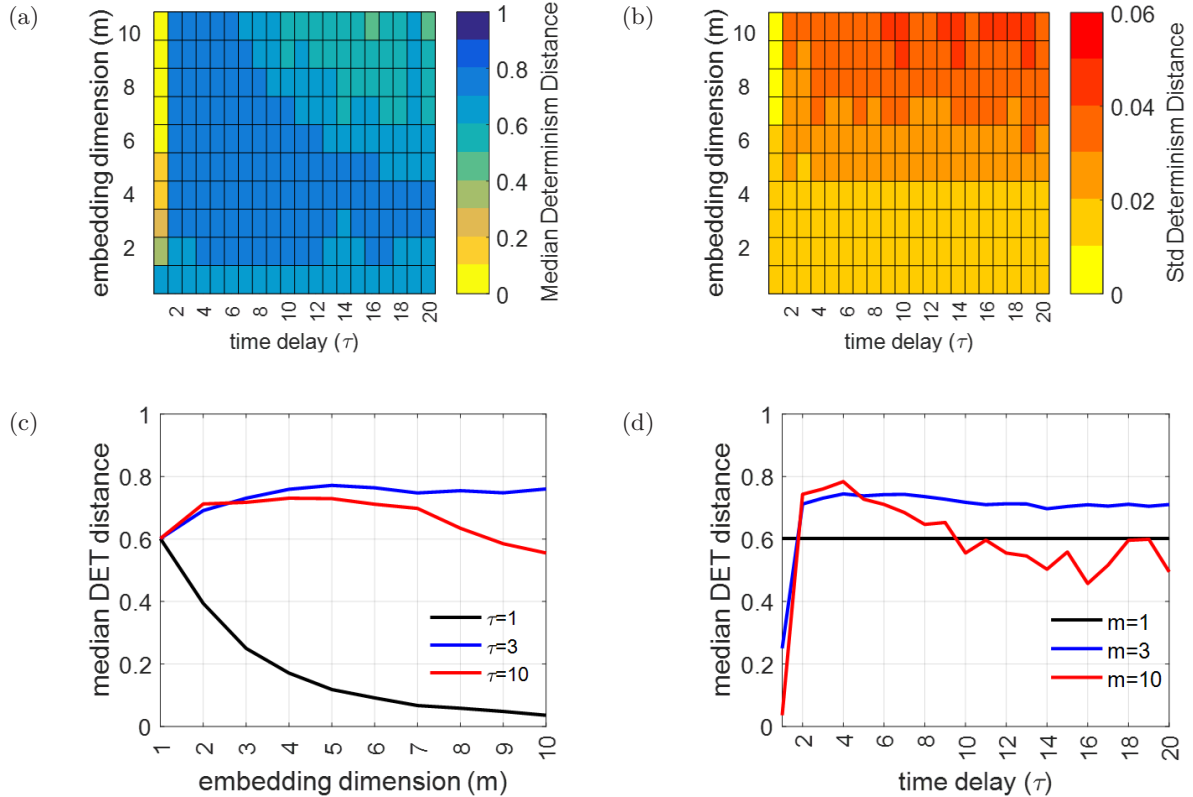 (a)
embedding dimension (m)
10
8
6
4
2
2 4 6 8 10 12 14 16 18 20
time delay (τ)
1
0.8
0.6
0.4
0.2
0
Median Determinism Distance
(b)
embedding dimension (m)
10
8
6
4
2
2 4 6 8 10 12 14 16 18 20
time delay (τ)
0.06
0.04
0.02
0
Std Determinism Distance
(c)
median DET distance
1
0.8
0.6
0.4
0.2
0
τ=1
τ=3
τ=10
1 2 3 4 5 6 7 8 9 10
embedding dimension (m)
(d)
median DET distance
1
0.8
0.6
0.4
0.2
0
m=1
m=3
m=10
2 4 6 8 10 12 14 16 18 20
time delay (τ)